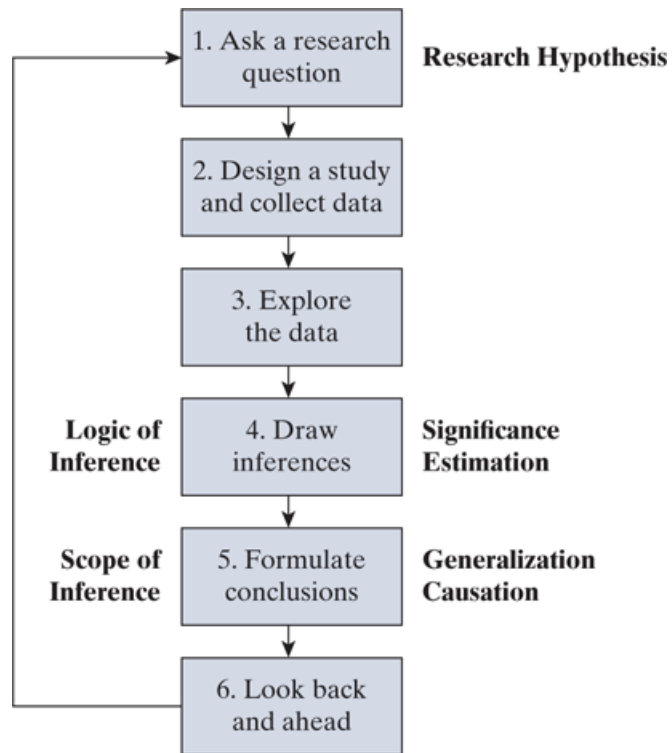 1. Ask a research
question
Research Hypothesis
2. Design a study
and collect data
3. Explore
the data
Logic of
Inference
4. Draw
inferences
Significance
Estimation
Scope of
Inference
5. Formulate
conclusions
Generalization
Causation
6. Look back
and ahead